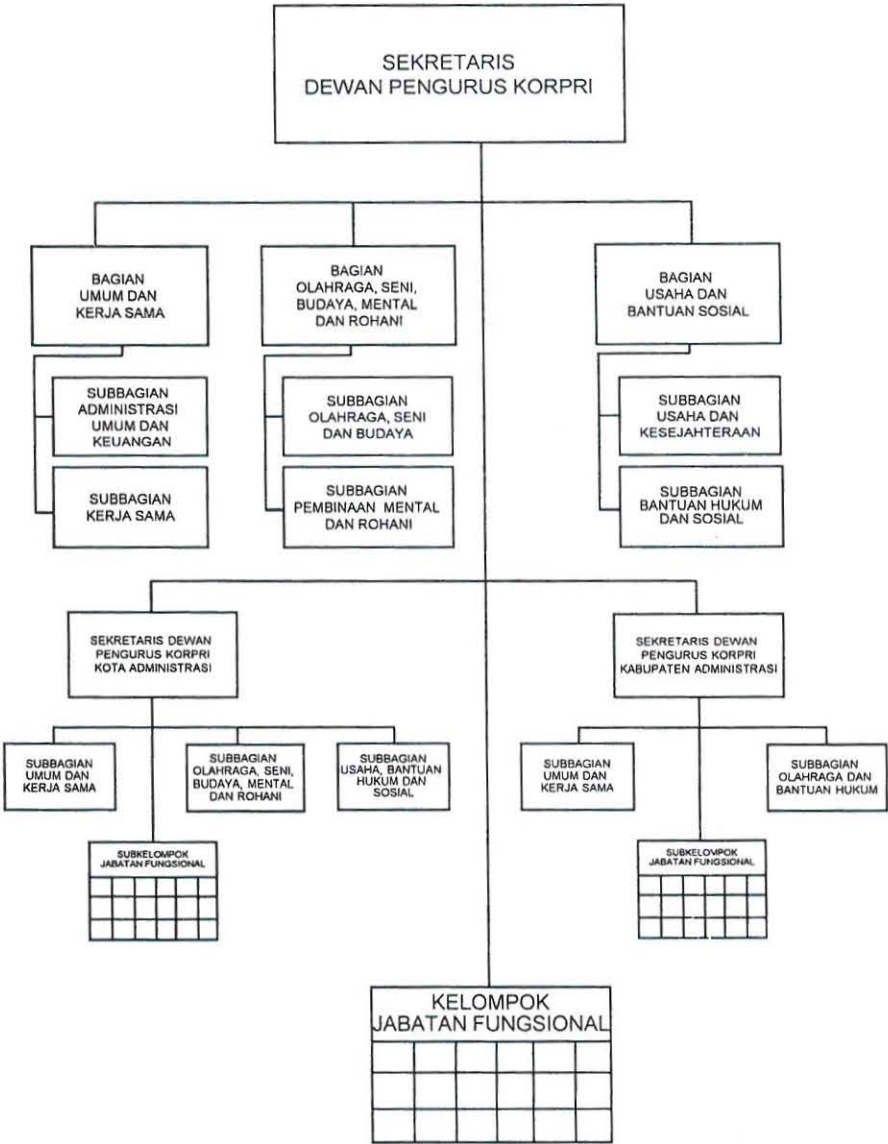 SEKRETARIS
DEWAN PENGURUS KORPRI
BAGIAN
UMUM DAN
KERJA SAMA
BAGIAN
OLAHRAGA, SENI,
BUDAYA, MENTAL
DAN ROHANI
BAGIAN
USAHA DAN
BANTUAN SOSIAL
SUBBAGIAN
ADMINISTRASI
UMUM DAN
KEUANGAN
SUBBAGIAN
OLAHRAGA, SENI
DAN BUDAYA
SUBBAGIAN
USAHA DAN
KESEJAHTERAAN
SUBBAGIAN
KERJA SAMA
SUBBAGIAN
PEMBINAAN MENTAL
DAN ROHANI
SUBBAGIAN
BANTUAN HUKUM
DAN SOSIAL
SEKRETARIS DEWAN
PENGURUS KORPRI
KOTA ADMINISTRASI
SEKRETARIS DEWAN
PENGURUS KORPRI
KABUPATEN ADMINISTRASI
SUBBAGIAN
UMUM DAN
KERJA SAMA
SUBBAGIAN
OLAHRAGA, SENI,
BUDAYA, MENTAL
DAN ROHANI
SUBBAGIAN
USAHA, BANTUAN
HUKUM DAN
SOSIAL
SUBBAGIAN
UMUM DAN
KERJA SAMA
SUBBAGIAN
OLAHRAGA DAN
BANTUAN HUKUM
SUBKELOMPOK
JABATAN FUNGSIONAL
SUBKELOMPOK
JABATAN FUNGSIONAL
KELOMPOK
JABATAN FUNGSIONAL